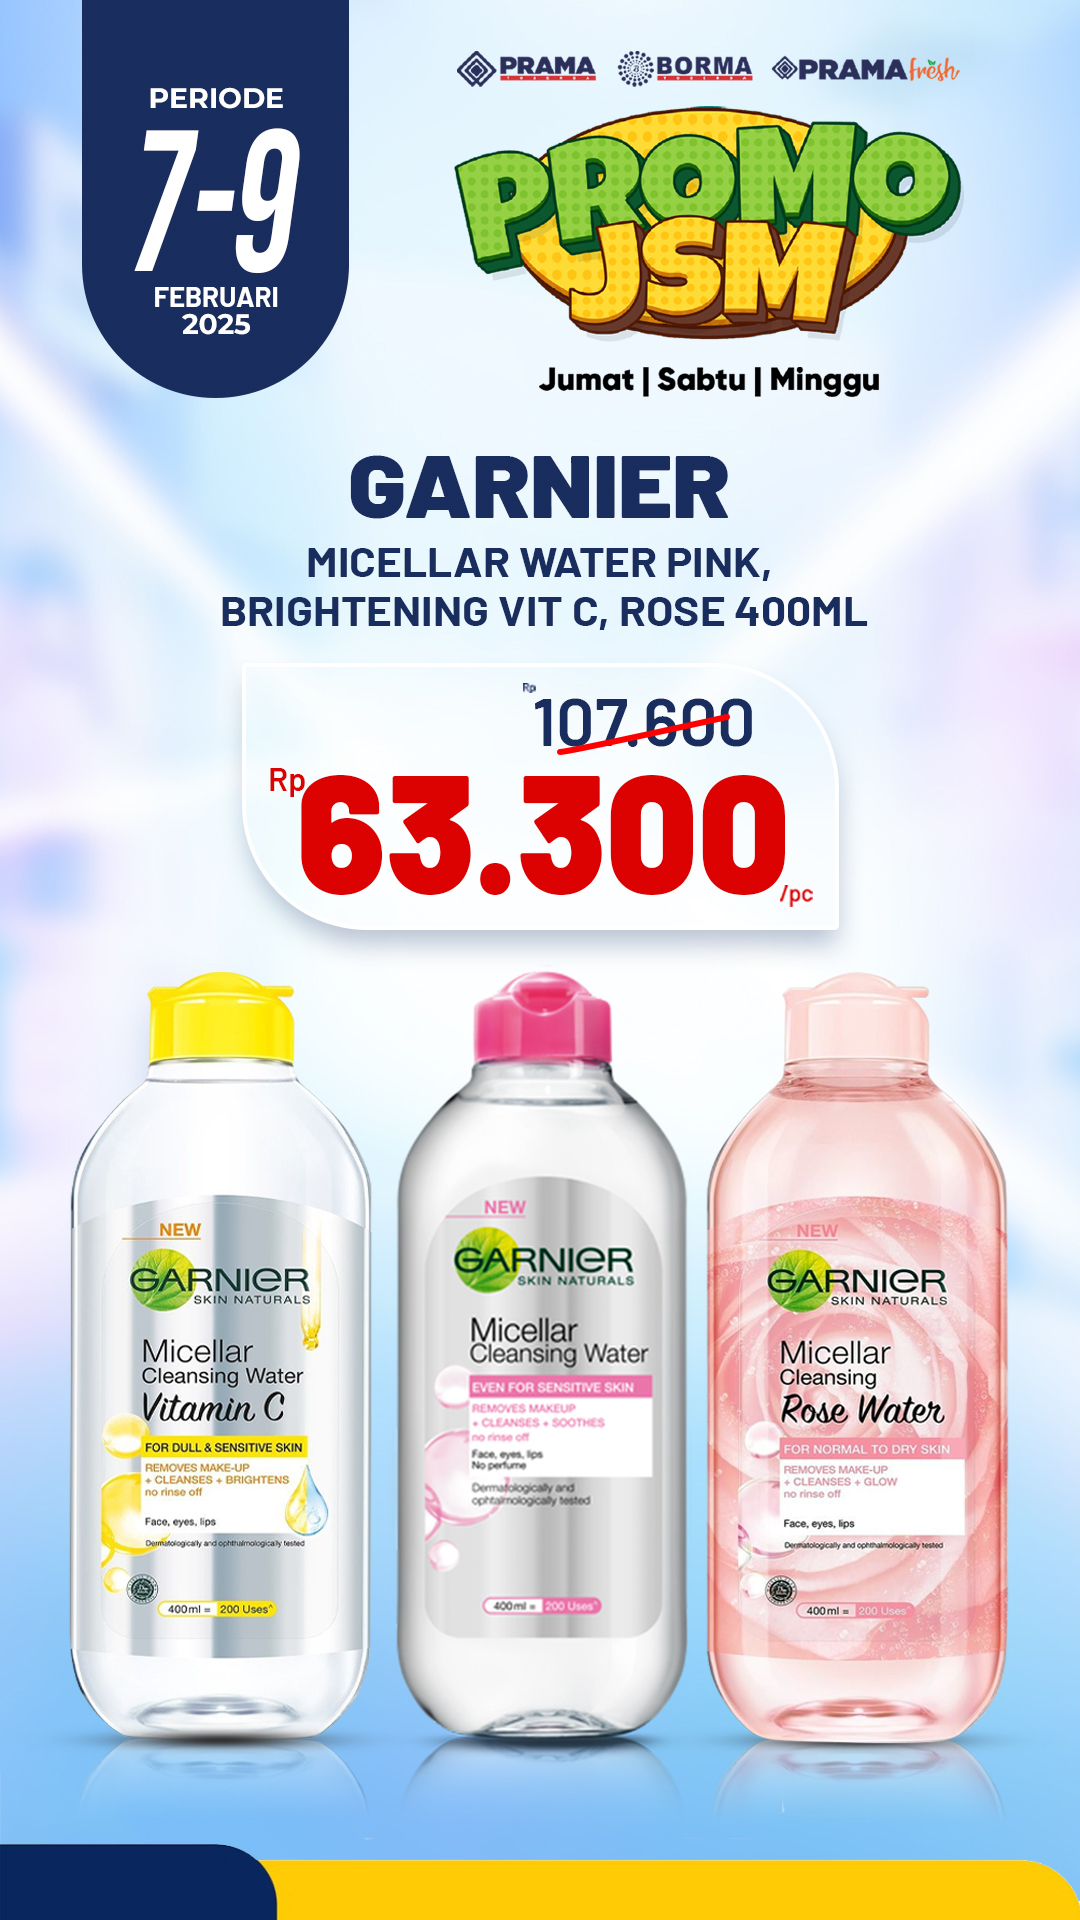 PERIODE
7-9
FEBRUARI
2025
PRAMA
BORMA
PRAMA fresh
PROMO
JSM
Jumat | Sabtu | Minggu
GARNIER
MICELLAR WATER PINK,
BRIGHTENING VIT C, ROSE 400ML
Rp 107.600
Rp 63.300 /pc
NEW
GARNIER
SKIN NATURALS
Micellar
Cleansing Water
Vitamin C
FOR DULL & SENSITIVE SKIN
REMOVES MAKE-UP
+ CLEANSES + BRIGHTENS
no rinse off
Face, eyes, lips
Dermatologically and ophthalmologically tested
400ml = 200 Uses^
NEW
GARNIER
SKIN NATURALS
Micellar
Cleansing Water
EVEN FOR SENSITIVE SKIN
REMOVES MAKEUP
+ CLEANSES + SOOTHES
no rinse off
Face, eyes, lips
No perfume
Dermatologically and
ophtalmologically tested
400ml = 200 Uses^
NEW
GARNIER
SKIN NATURALS
Micellar
Cleansing
Rose Water
FOR NORMAL TO DRY SKIN
REMOVES MAKE-UP
+ CLEANSES + GLOW
no rinse off
Face, eyes, lips
Dermatologically and ophthalmologically tested
400ml = 200 Uses^